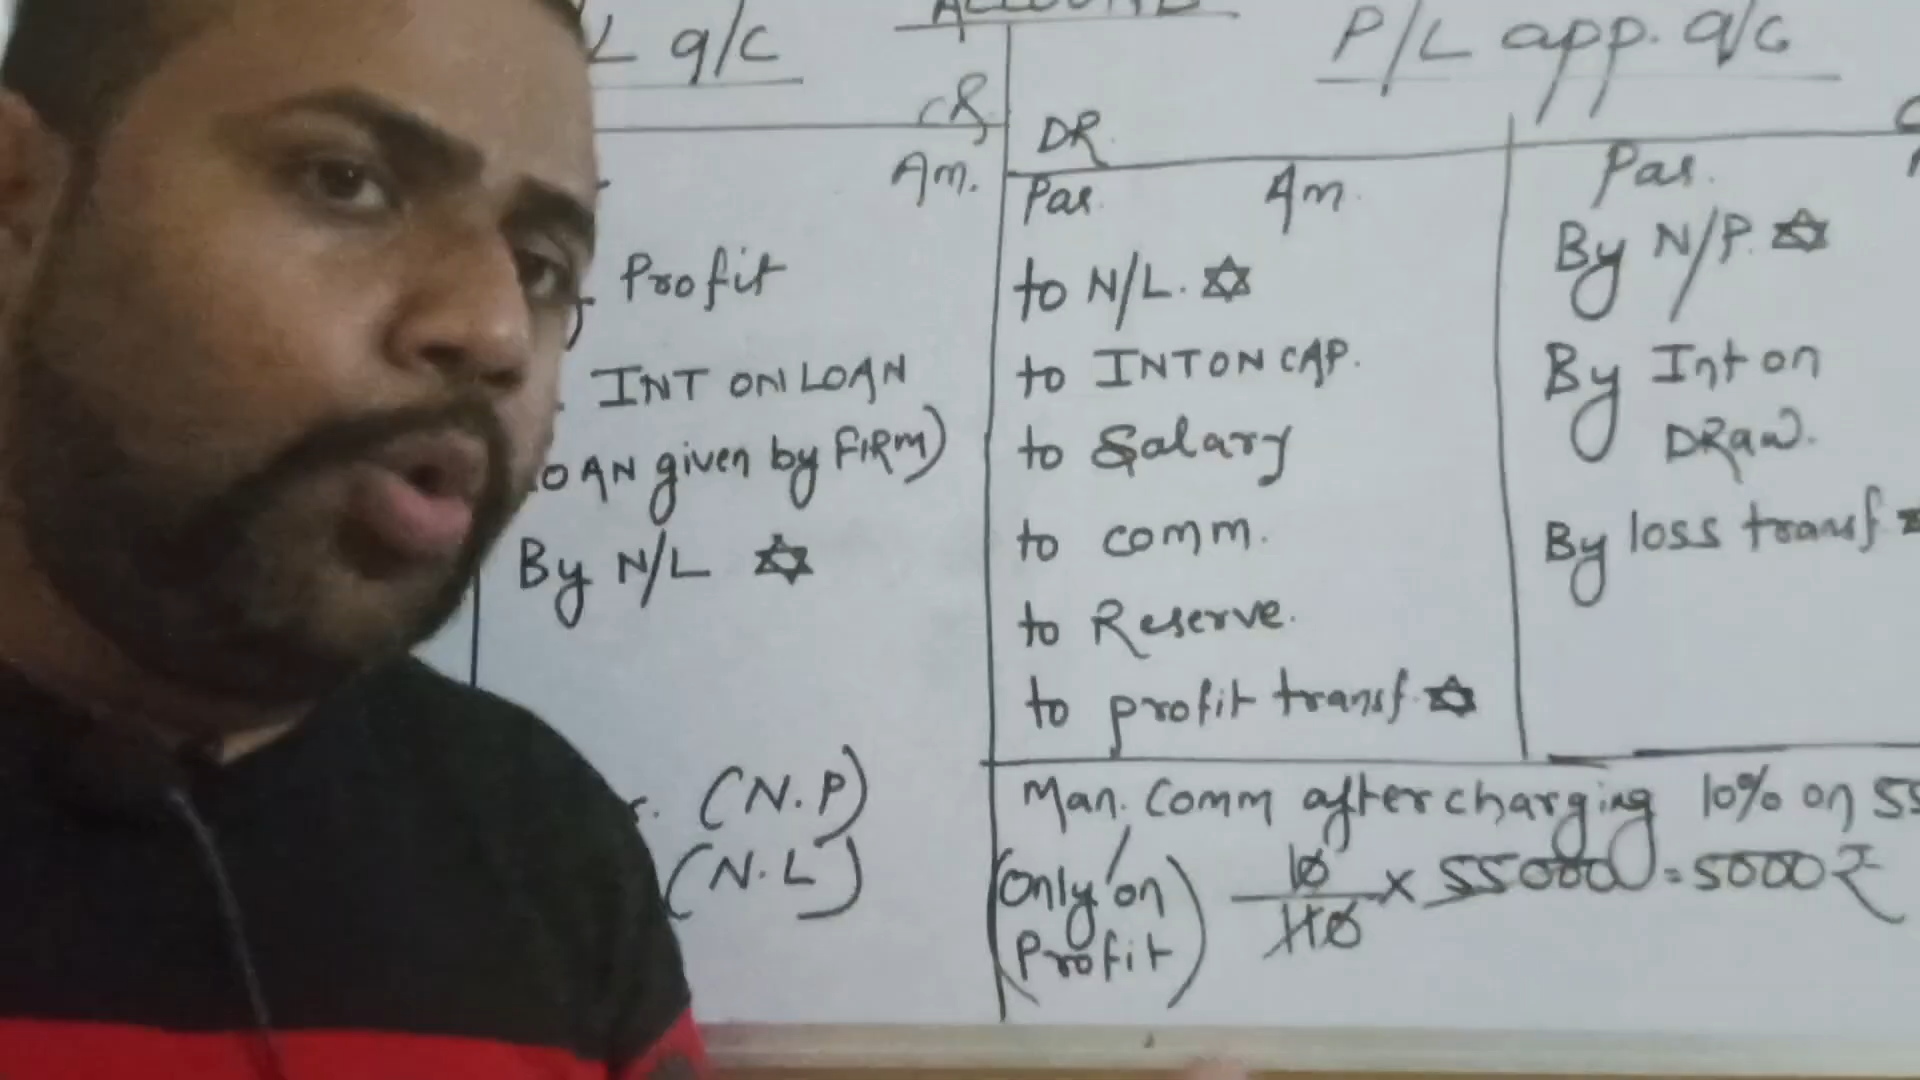 ACCOUNTS
L a/c
P/L app. a/c
CR
Am.
Profit
INT ON LOAN
LOAN given by FIRM)
By N/L ✡
(N.P)
(N.L)
DR.
Par. Am.
to N/L. ✡
to INT ON CAP.
to Salary
to comm.
to Reserve.
to profit transf. ✡
Par.
By N/P. ✡
By Int on
DRaw.
By loss transf
Man. Comm after charging 10% on 55
(only on
Profit)
10/110 × 55000 = 5000 ₹